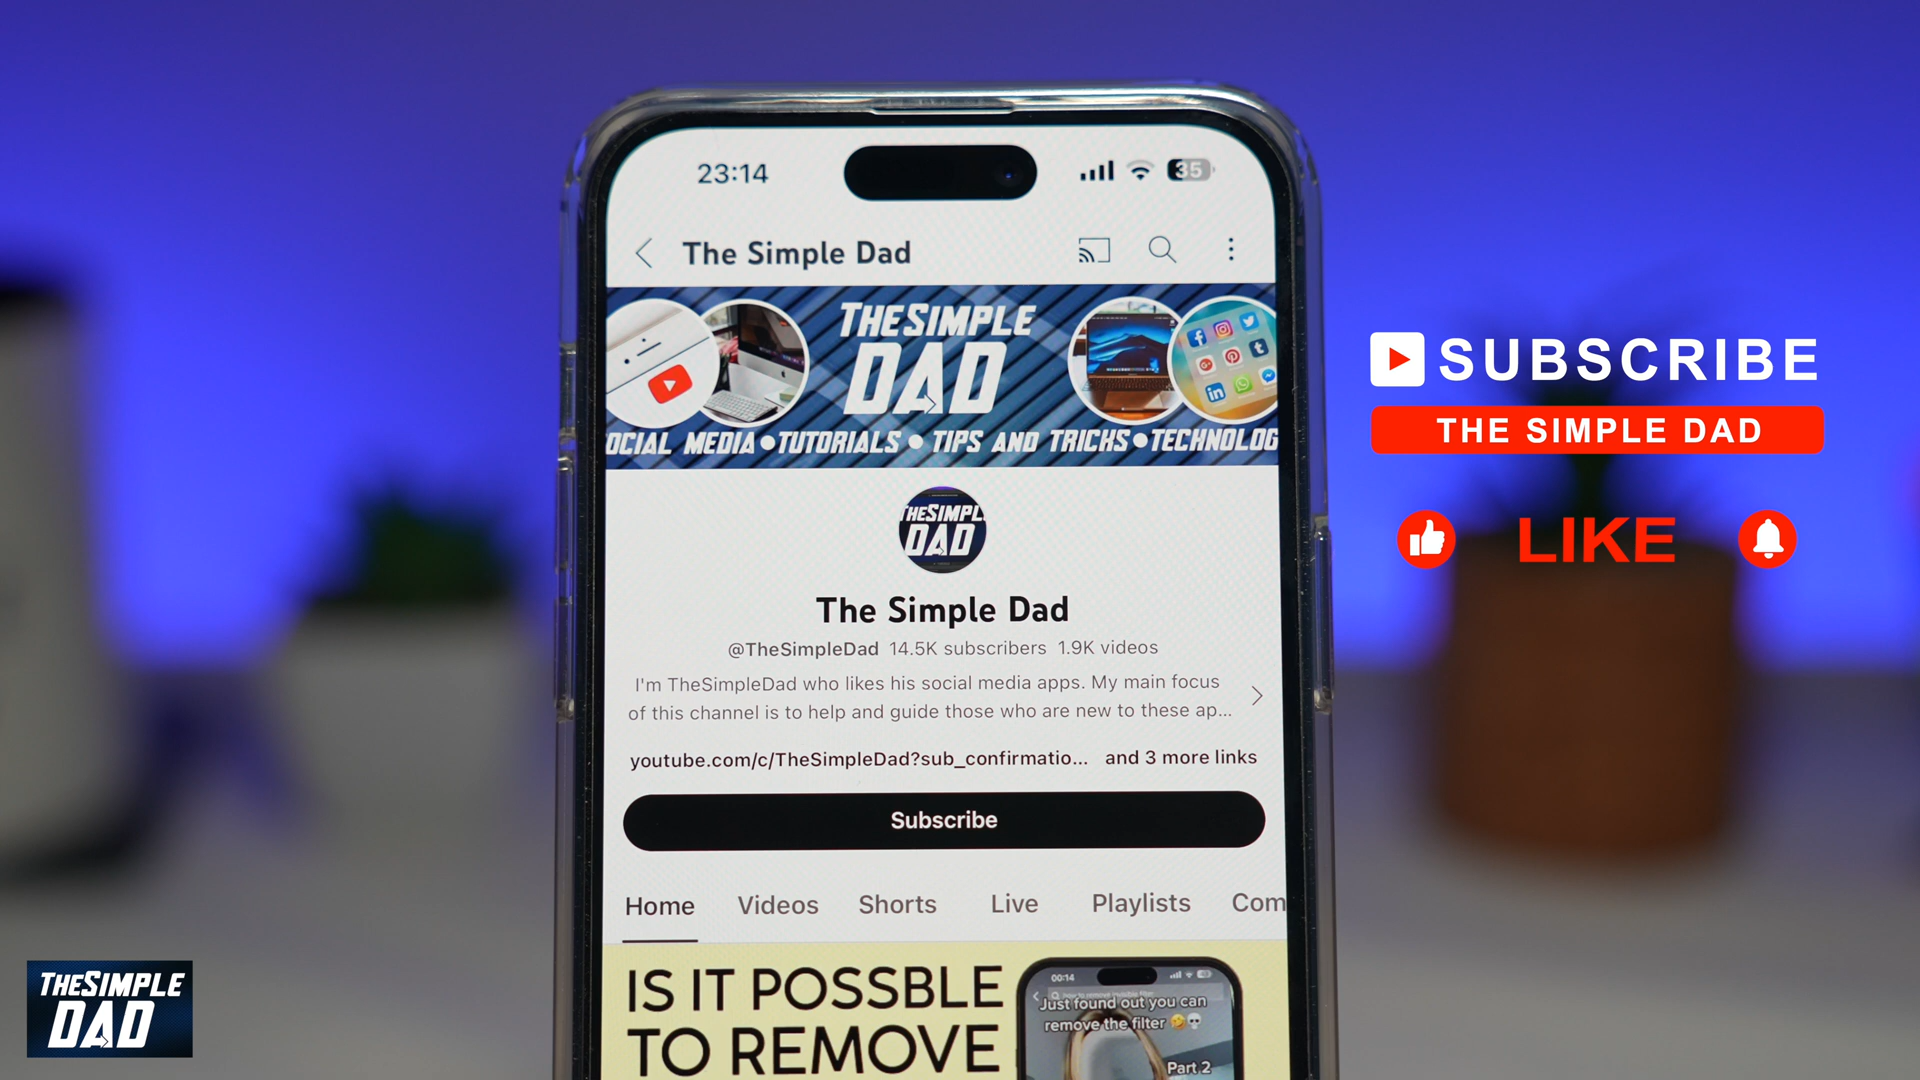 23:14
35
The Simple Dad
THESIMPLE
DAD
OCIAL MEDIA • TUTORIALS • TIPS AND TRICKS • TECHNOLOG
THESIMPL
DAD
The Simple Dad
@TheSimpleDad 14.5K subscribers 1.9K videos
I'm TheSimpleDad who likes his social media apps. My main focus
of this channel is to help and guide those who are new to these ap...
youtube.com/c/TheSimpleDad?sub_confirmatio... and 3 more links
Subscribe
Home Videos Shorts Live Playlists Com
IS IT POSSBLE
TO REMOVE
00:14
Just found out you can
remove the filter 🤣💀
Part 2
SUBSCRIBE
THE SIMPLE DAD
LIKE
THESIMPLE
DAD